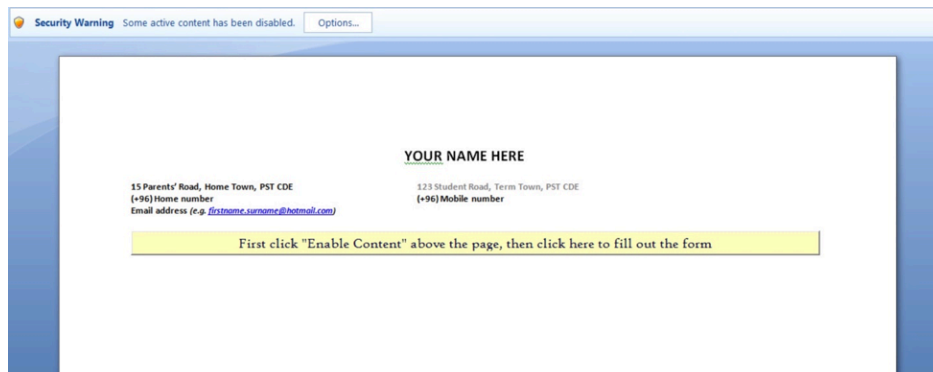 Security Warning Some active content has been disabled. Options...
YOUR NAME HERE
15 Parents' Road, Home Town, PST CDE 123 Student Road, Term Town, PST CDE
(+96) Home number (+96) Mobile number
Email address (e.g. firstname.surname@hotmail.com)
First click "Enable Content" above the page, then click here to fill out the form